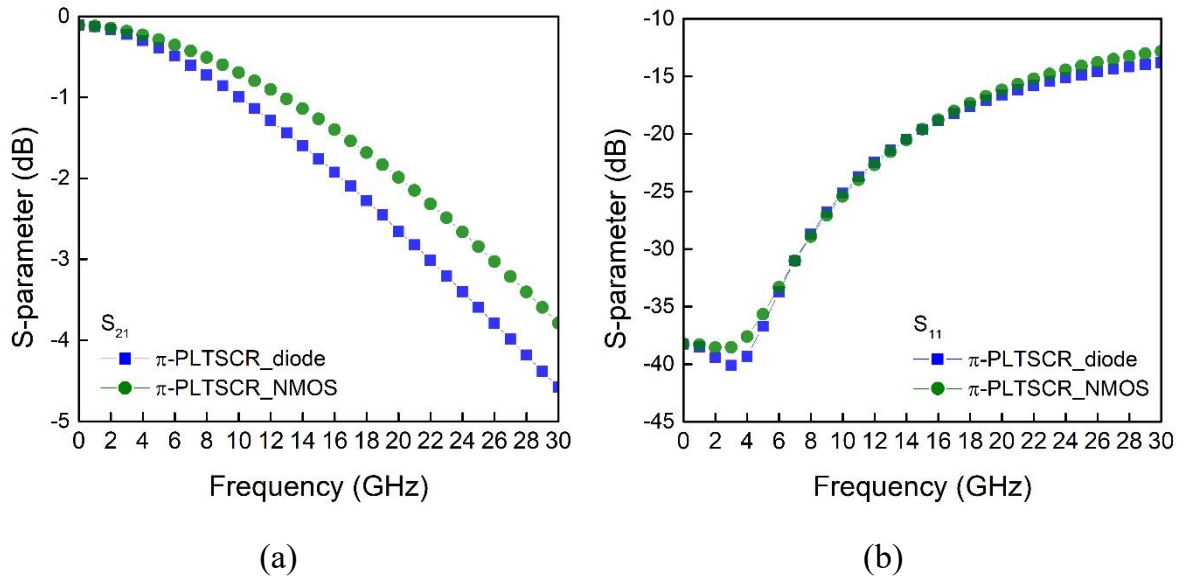 0
-1
-2
-3
-4
-5
S-parameter (dB)
S₂₁
π-PLTSCR_diode
π-PLTSCR_NMOS
0 2 4 6 8 10 12 14 16 18 20 22 24 26 28 30
Frequency (GHz)
(a)
-10
-15
-20
-25
-30
-35
-40
-45
S-parameter (dB)
S₁₁
π-PLTSCR_diode
π-PLTSCR_NMOS
0 2 4 6 8 10 12 14 16 18 20 22 24 26 28 30
Frequency (GHz)
(b)